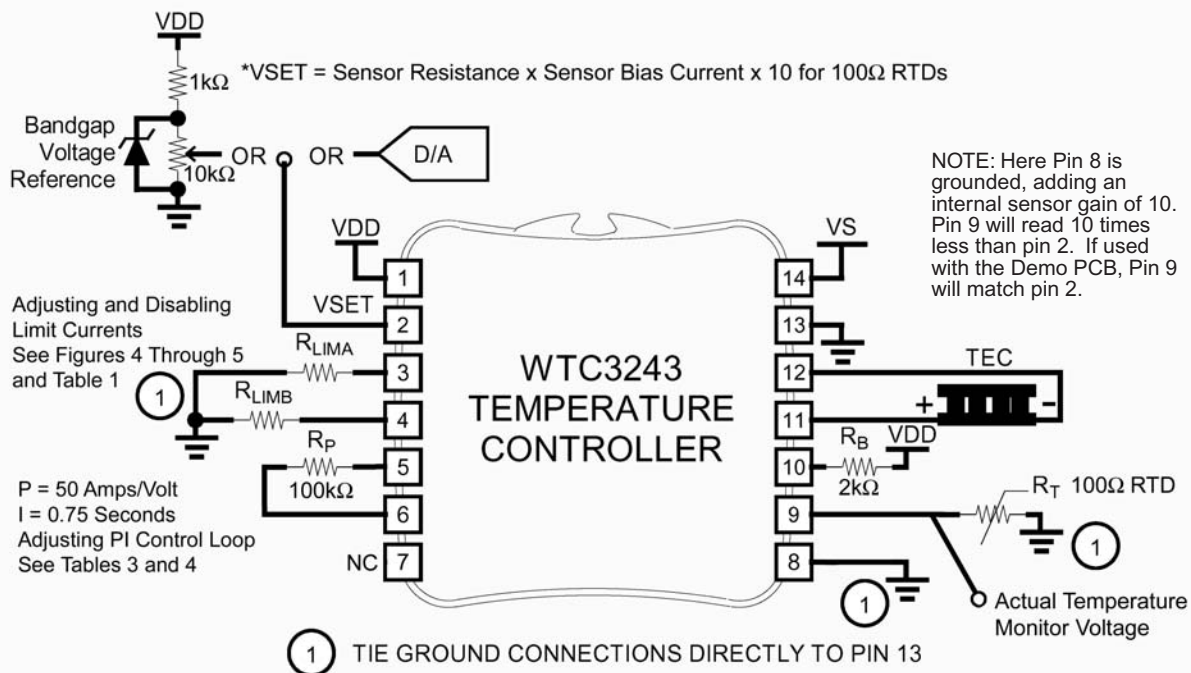 VDD
1kΩ
*VSET = Sensor Resistance x Sensor Bias Current x 10 for 100Ω RTDs
Bandgap
Voltage
Reference
10kΩ
OR
OR
D/A
NOTE: Here Pin 8 is
grounded, adding an
internal sensor gain of 10.
Pin 9 will read 10 times
less than pin 2. If used
with the Demo PCB, Pin 9
will match pin 2.
VDD
VS
1
14
Adjusting and Disabling
Limit Currents
See Figures 4 Through 5
and Table 1
1
VSET
2
13
RLIMA
3
12
TEC
+
-
RLIMB
4
11
WTC3243
TEMPERATURE
CONTROLLER
RP
100kΩ
5
10
RB
2kΩ
VDD
P = 50 Amps/Volt
I = 0.75 Seconds
Adjusting PI Control Loop
See Tables 3 and 4
6
9
RT 100Ω RTD
1
NC
7
8
1
Actual Temperature
Monitor Voltage
1 TIE GROUND CONNECTIONS DIRECTLY TO PIN 13